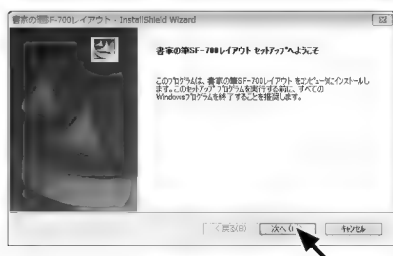 書家の筆SF-700レイアウト - InstallShield Wizard
書家の筆SF-700レイアウト セットアップへようこそ
このプログラムは、書家の筆SF-700レイアウト をコンピュータにインストールし
ます。このセットアップ プログラムを実行する前に、すべての
Windowsプログラムを終了することを推奨します。
< 戻る(B) 次へ キャンセル